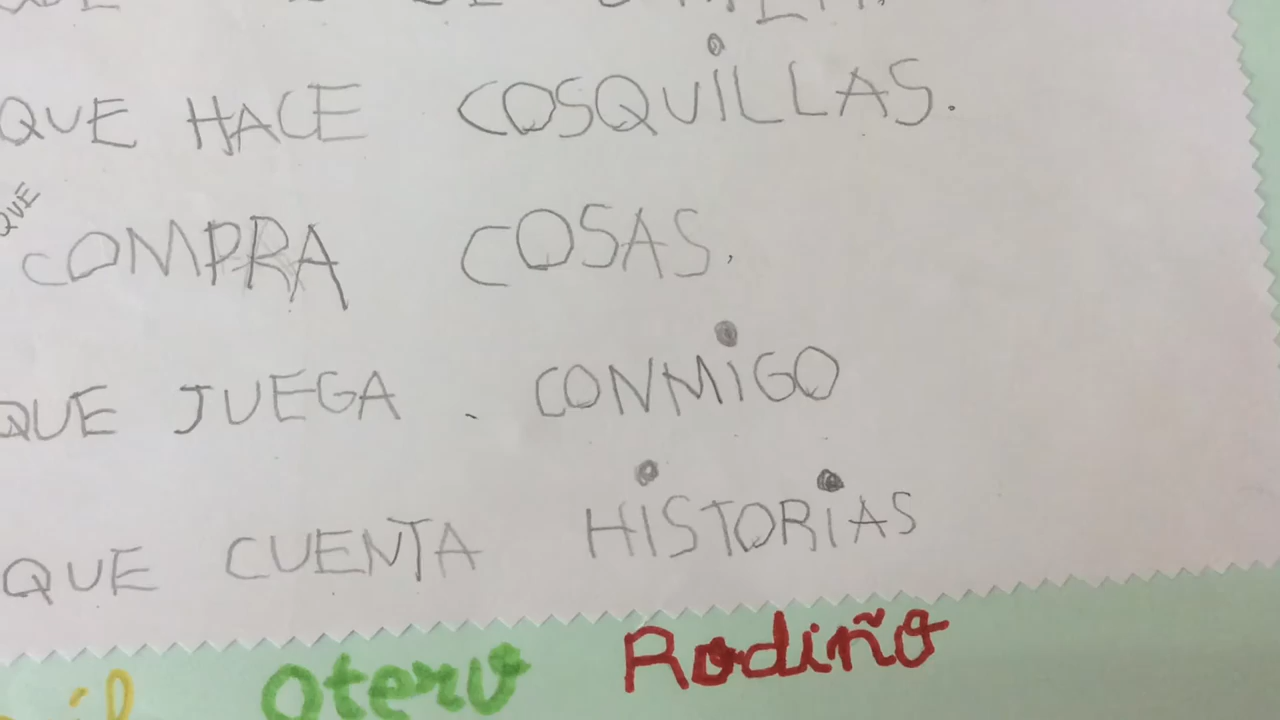 QUE HACE COSQUiLLAS.
QUE
COMPRA COSAS.
QUE JUEGA . CONMiGO
QUE CUENTA HiSTORiAS
Otero Rodiño